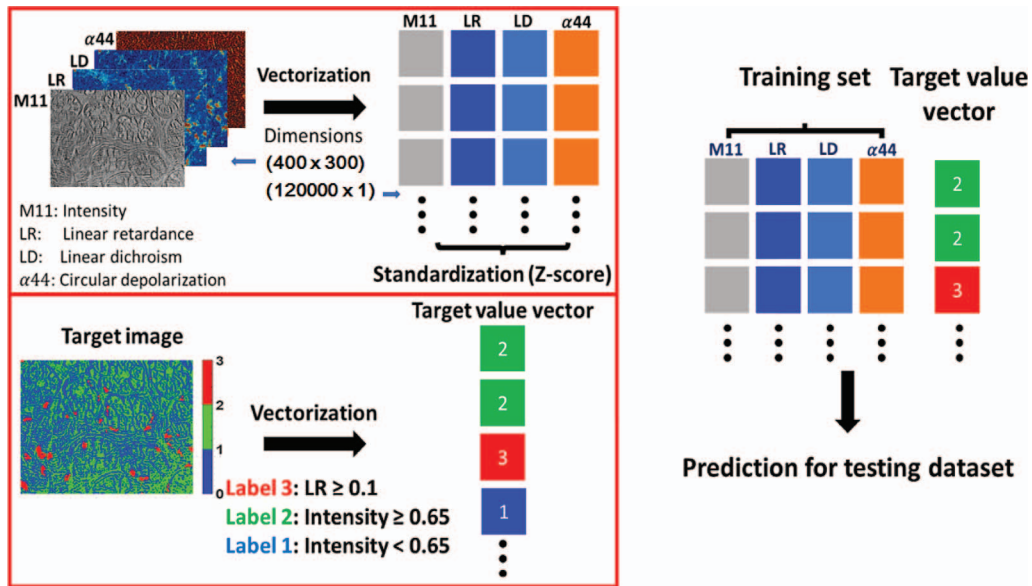 α44
LD
LR
M11
Vectorization
Dimensions
(400 x 300)
(120000 x 1)
M11 LR LD α44
M11: Intensity
LR: Linear retardance
LD: Linear dichroism
α44: Circular depolarization
Standardization (Z-score)
Target image
3
2
1
0
Vectorization
Label 3: LR ≥ 0.1
Label 2: Intensity ≥ 0.65
Label 1: Intensity < 0.65
Target value vector
2
2
3
1
Training set
Target value
vector
M11 LR LD α44
2
2
3
Prediction for testing dataset